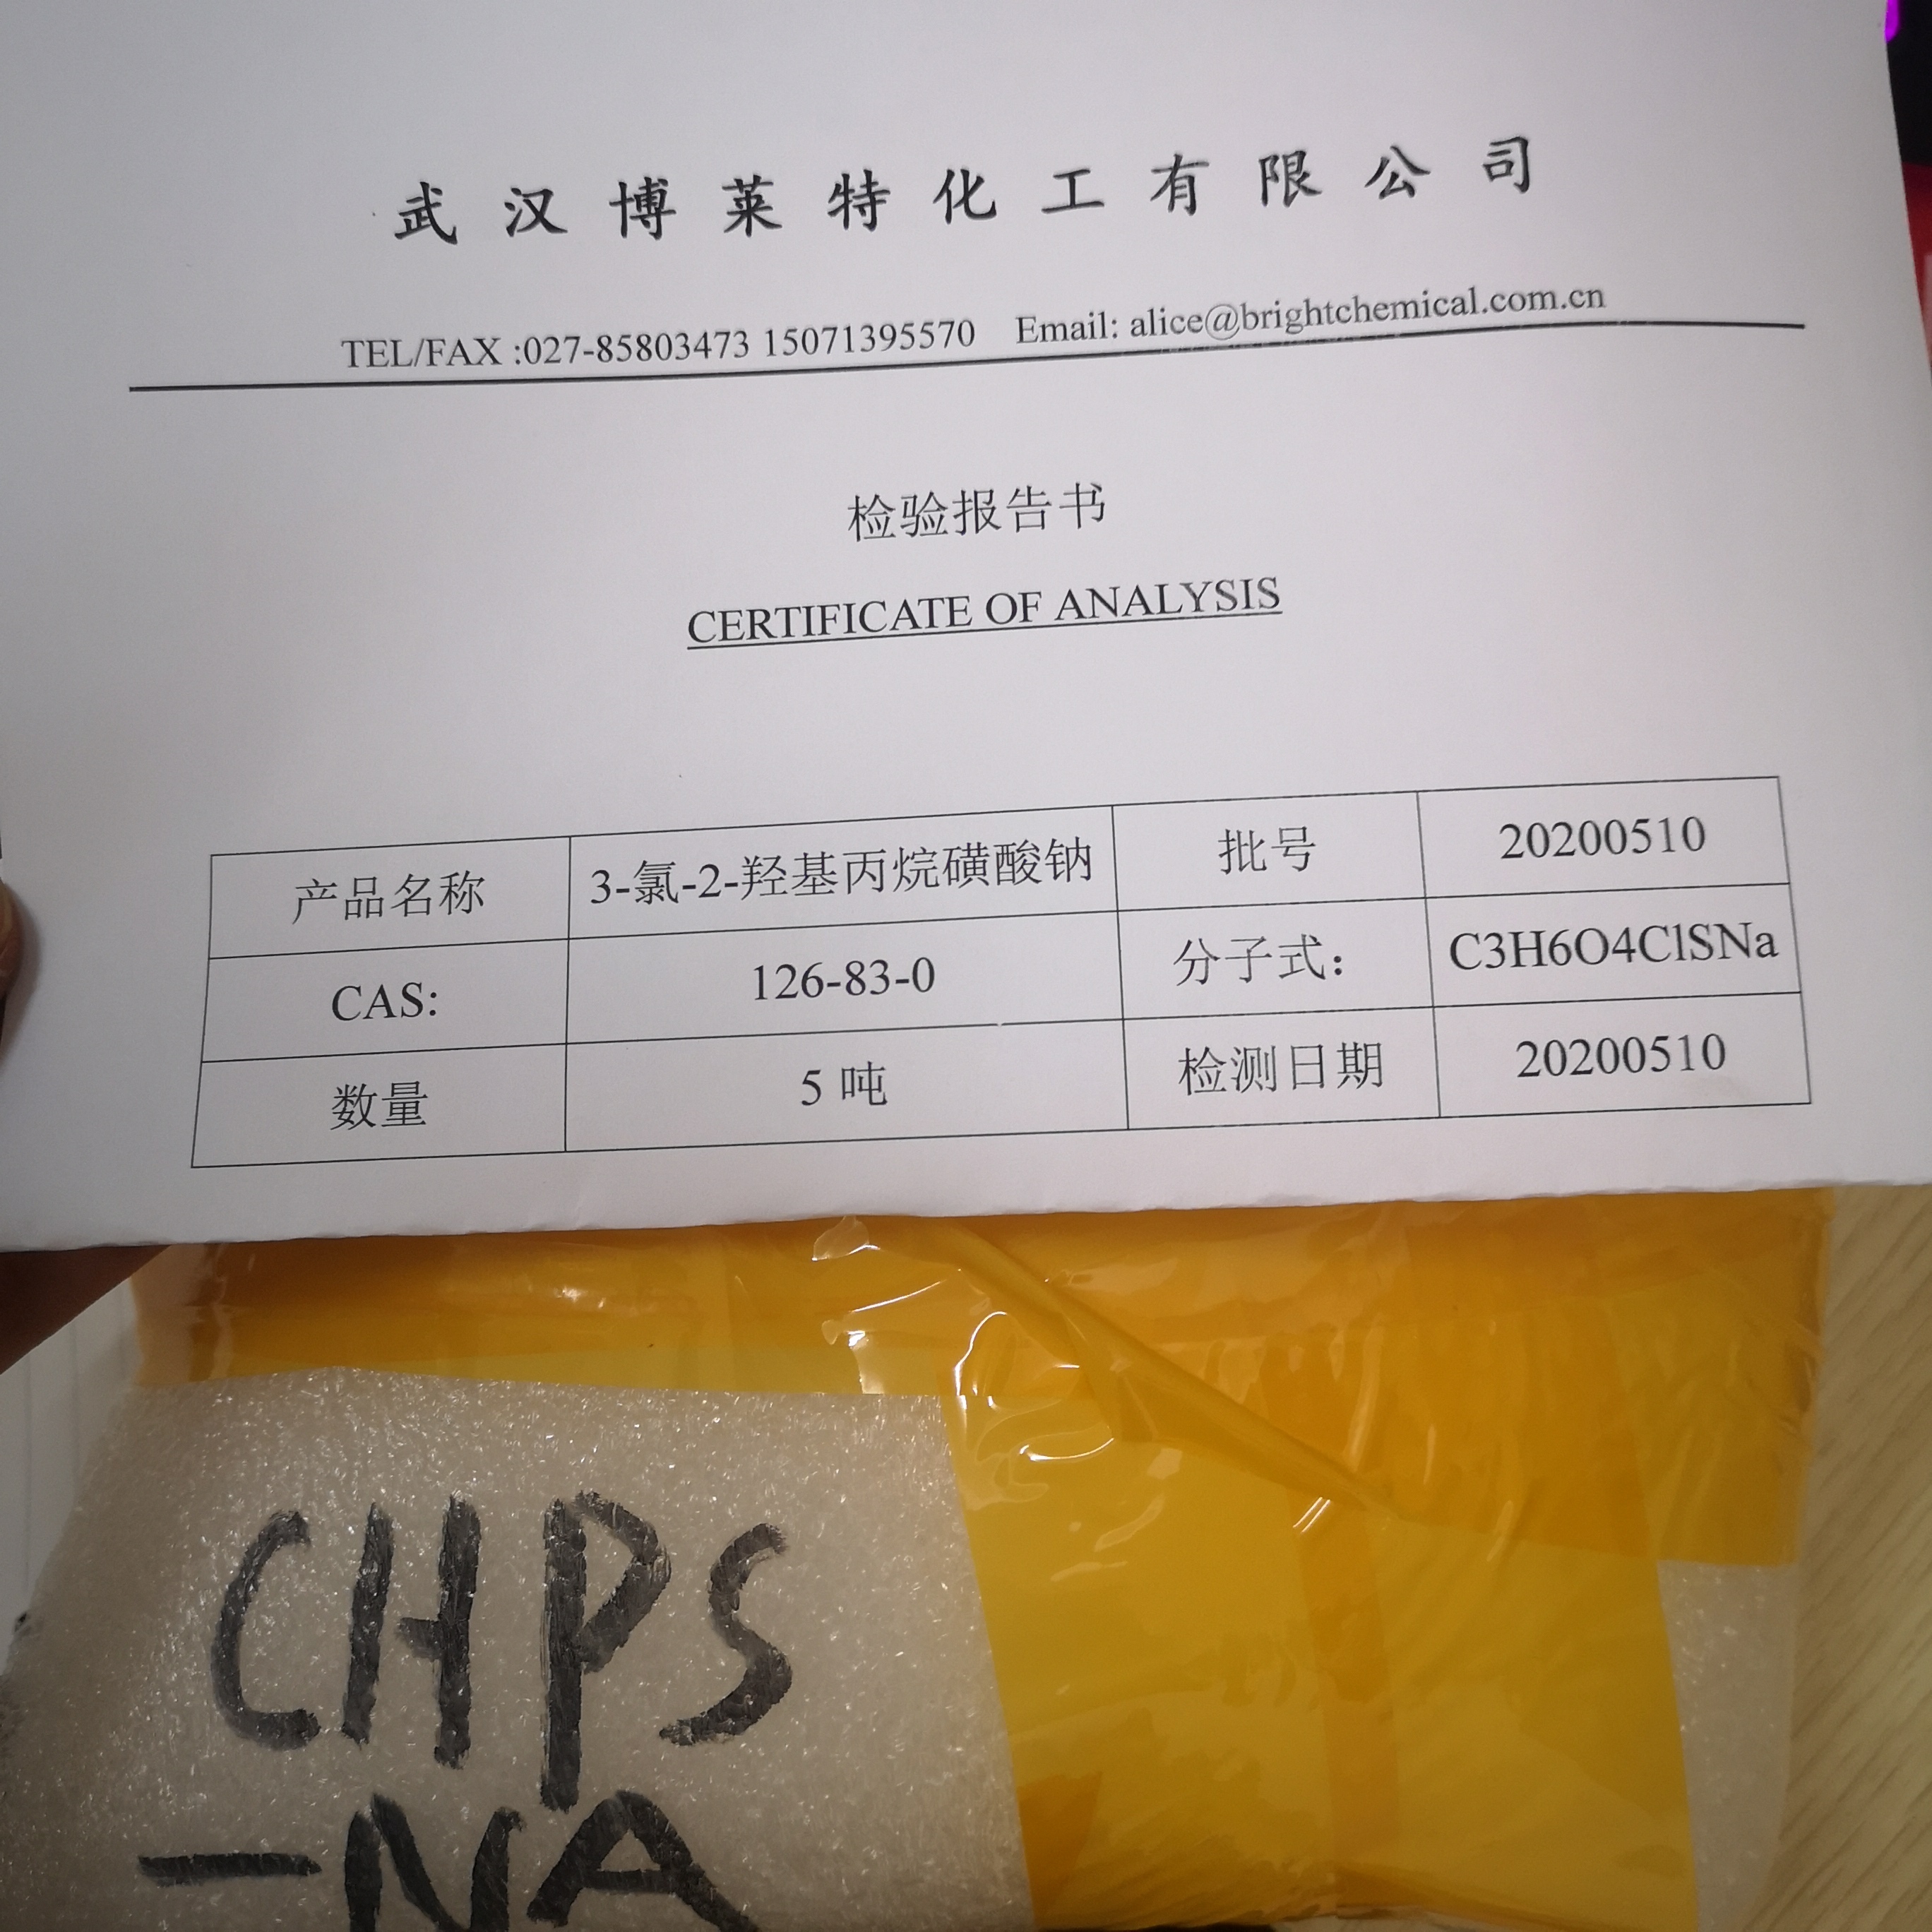 武汉博莱特化工有限公司
TEL/FAX :027-85803473 15071395570 Email: alice@brightchemical.com.cn
检验报告书
CERTIFICATE OF ANALYSIS
产品名称 3-氯-2-羟基丙烷磺酸钠 批号 20200510
CAS: 126-83-0 分子式： C3H6O4ClSNa
数量 5 吨 检测日期 20200510
CHPS
-NA